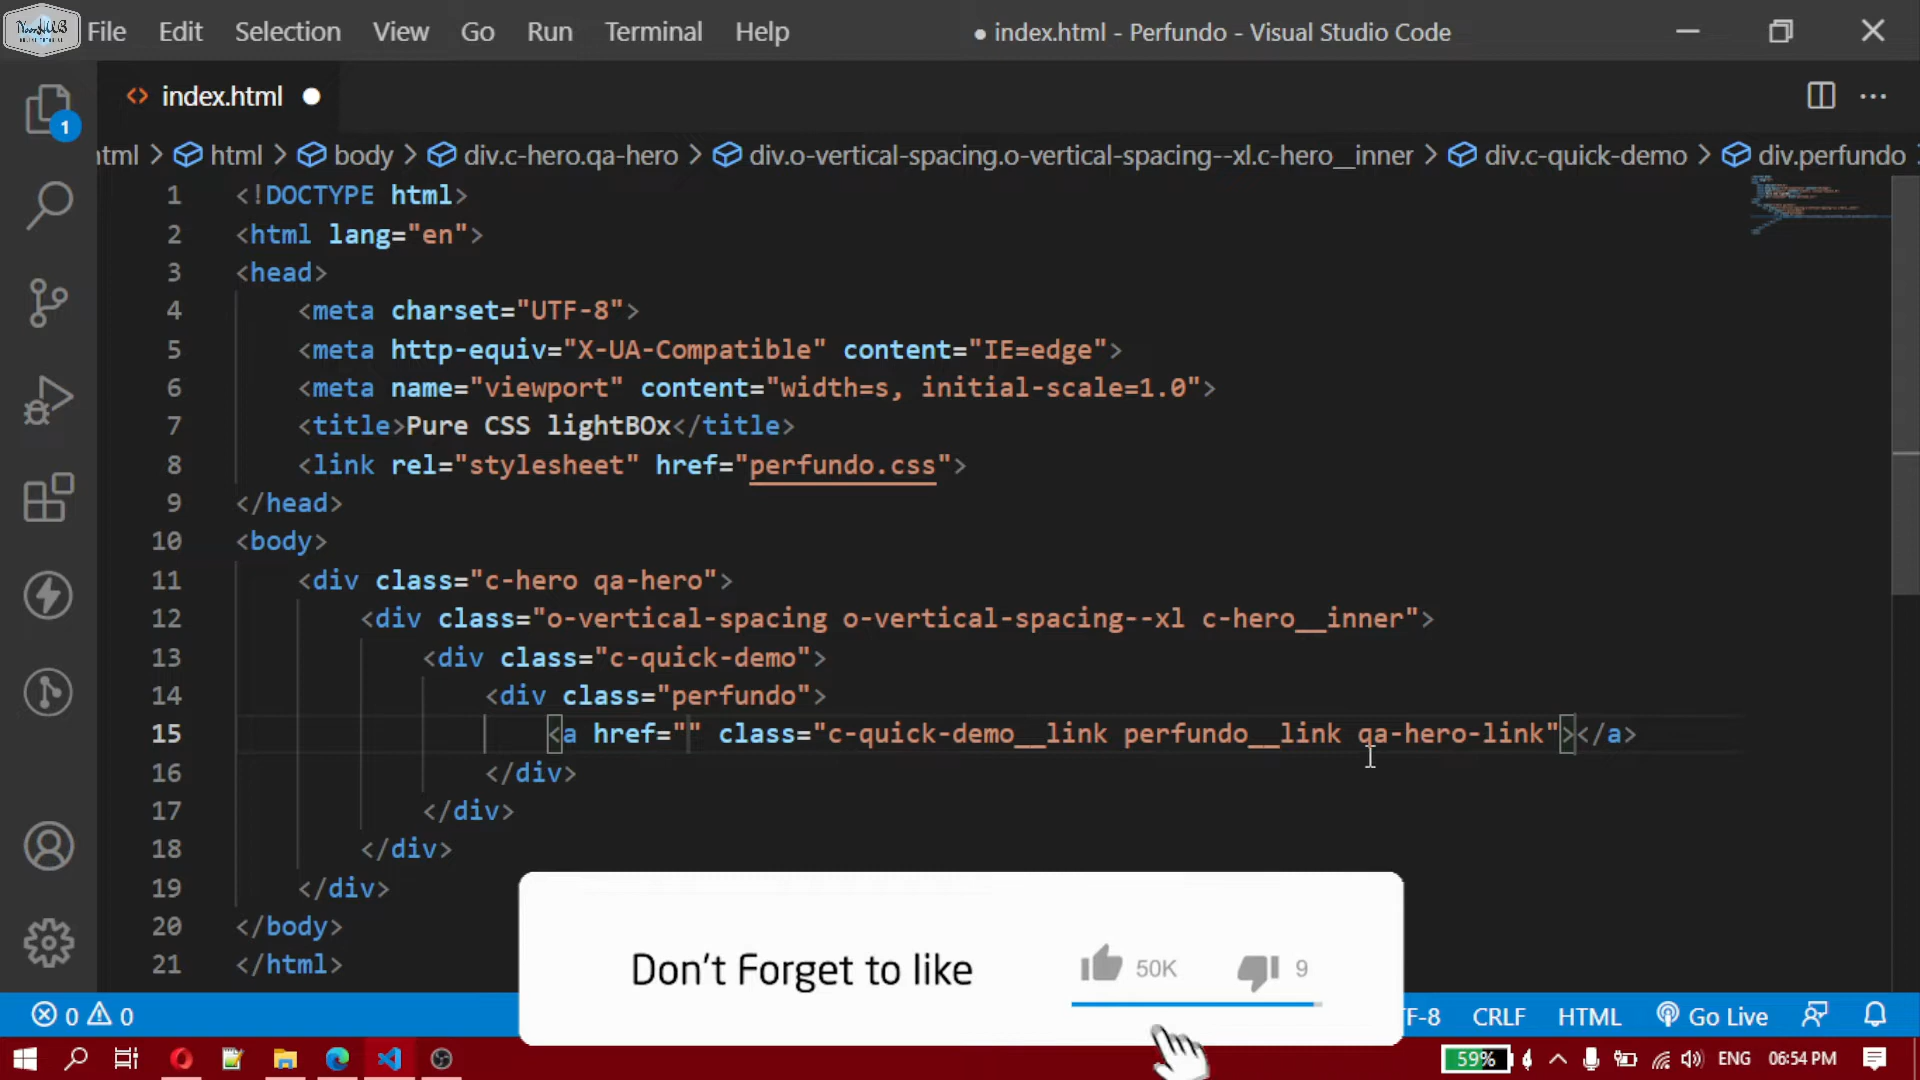 NoonHUB
ONLINE TUTORIAL
File Edit Selection View Go Run Terminal Help
● index.html - Perfundo - Visual Studio Code
1
<> index.html ●
html > html > body > div.c-hero.qa-hero > div.o-vertical-spacing.o-vertical-spacing--xl.c-hero__inner > div.c-quick-demo > div.perfundo
1 <!DOCTYPE html>
2 <html lang="en">
3 <head>
4 <meta charset="UTF-8">
5 <meta http-equiv="X-UA-Compatible" content="IE=edge">
6 <meta name="viewport" content="width=s, initial-scale=1.0">
7 <title>Pure CSS lightBOx</title>
8 <link rel="stylesheet" href="perfundo.css">
9 </head>
10 <body>
11 <div class="c-hero qa-hero">
12 <div class="o-vertical-spacing o-vertical-spacing--xl c-hero__inner">
13 <div class="c-quick-demo">
14 <div class="perfundo">
15 <a href="" class="c-quick-demo__link perfundo__link qa-hero-link"></a>
16 </div>
17 </div>
18 </div>
19 </div>
20 </body>
21 </html>
Don't Forget to like 50K 9
0 0 TF-8 CRLF HTML Go Live
59% ENG 06:54 PM